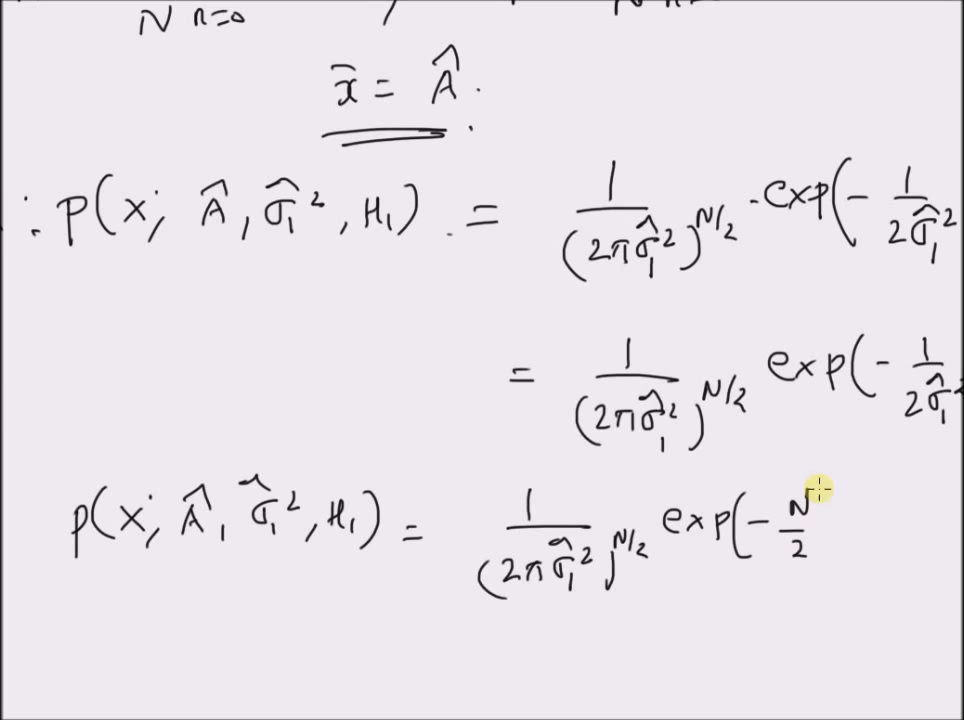 N n=0
x̄ = Â .
∴ p(x; Â, σ̂₁², H₁) = 1/(2πσ̂₁²)^{N/2} · exp(- 1/2σ̂₁²
= 1/(2πσ̂₁²)^{N/2} exp(- 1/2σ̂₁²
p(x; Â, σ̂₁², H₁) = 1/(2πσ̂₁²)^{N/2} exp(- N/2